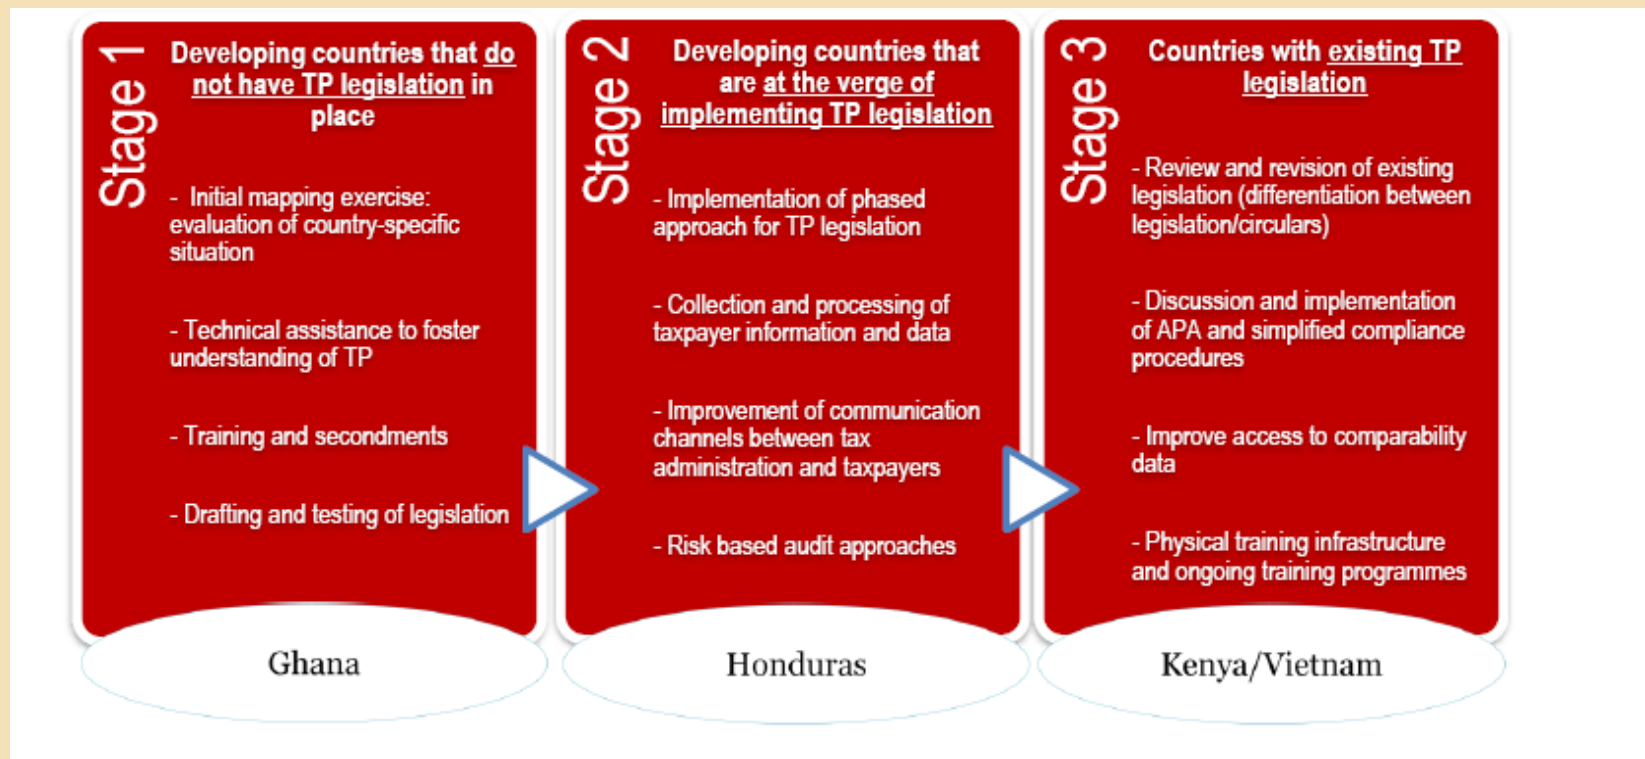 Stage 1
Developing countries that do
not have TP legislation in
place
- Initial mapping exercise:
evaluation of country-specific
situation
- Technical assistance to foster
understanding of TP
- Training and secondments
- Drafting and testing of legislation
Ghana
Stage 2
Developing countries that
are at the verge of
implementing TP legislation
- Implementation of phased
approach for TP legislation
- Collection and processing of
taxpayer information and data
- Improvement of communication
channels between tax
administration and taxpayers
- Risk based audit approaches
Honduras
Stage 3
Countries with existing TP
legislation
- Review and revision of existing
legislation (differentiation between
legislation/circulars)
- Discussion and implementation
of APA and simplified compliance
procedures
- Improve access to comparability
data
- Physical training infrastructure
and ongoing training programmes
Kenya/Vietnam